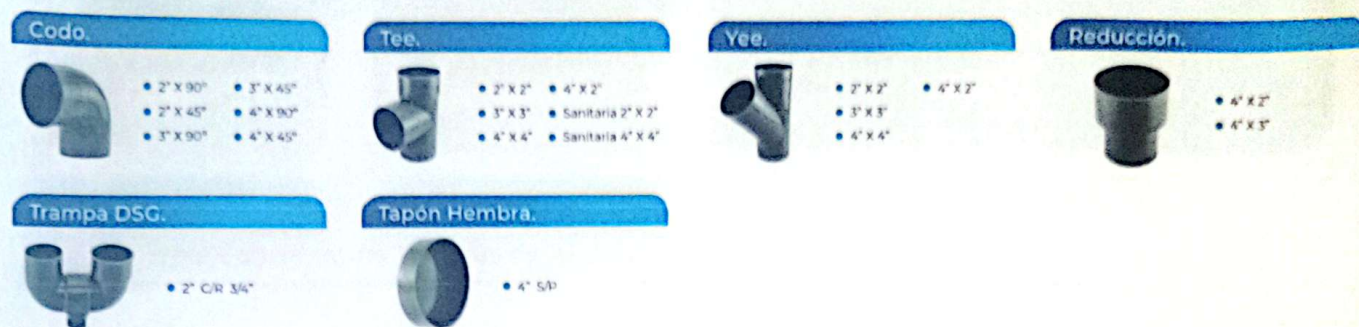 Codo.
• 2" X 90° • 3" X 45°
• 2" X 45° • 4" X 90°
• 3" X 90° • 4" X 45°
Tee.
• 2" X 2" • 4" X 2"
• 3" X 3" • Sanitaria 2" X 2"
• 4" X 4" • Sanitaria 4" X 4"
Yee.
• 2" X 2" • 4" X 2"
• 3" X 3"
• 4" X 4"
Reducción.
• 4" X 2"
• 4" X 3"
Trampa DSG.
• 2" C/R 3/4"
Tapón Hembra.
• 4" S/P